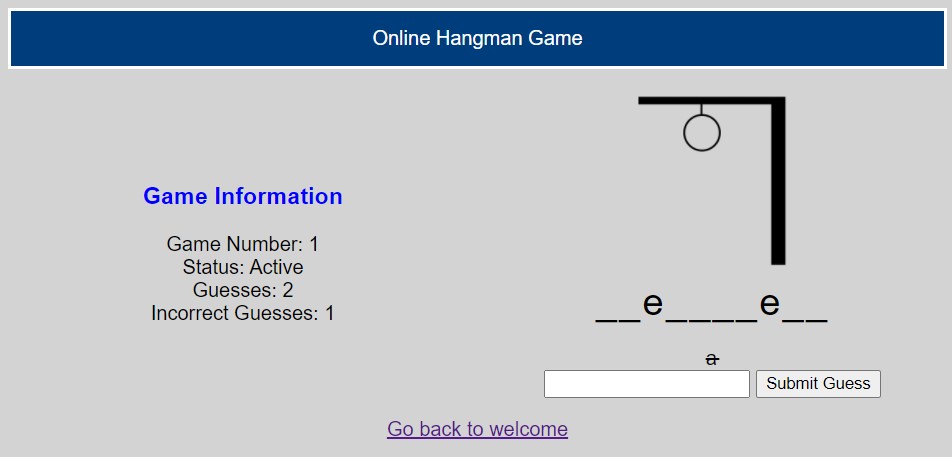 Online Hangman Game
Game Information
Game Number: 1
Status: Active
Guesses: 2
Incorrect Guesses: 1
__e____e__
a
Submit Guess
Go back to welcome